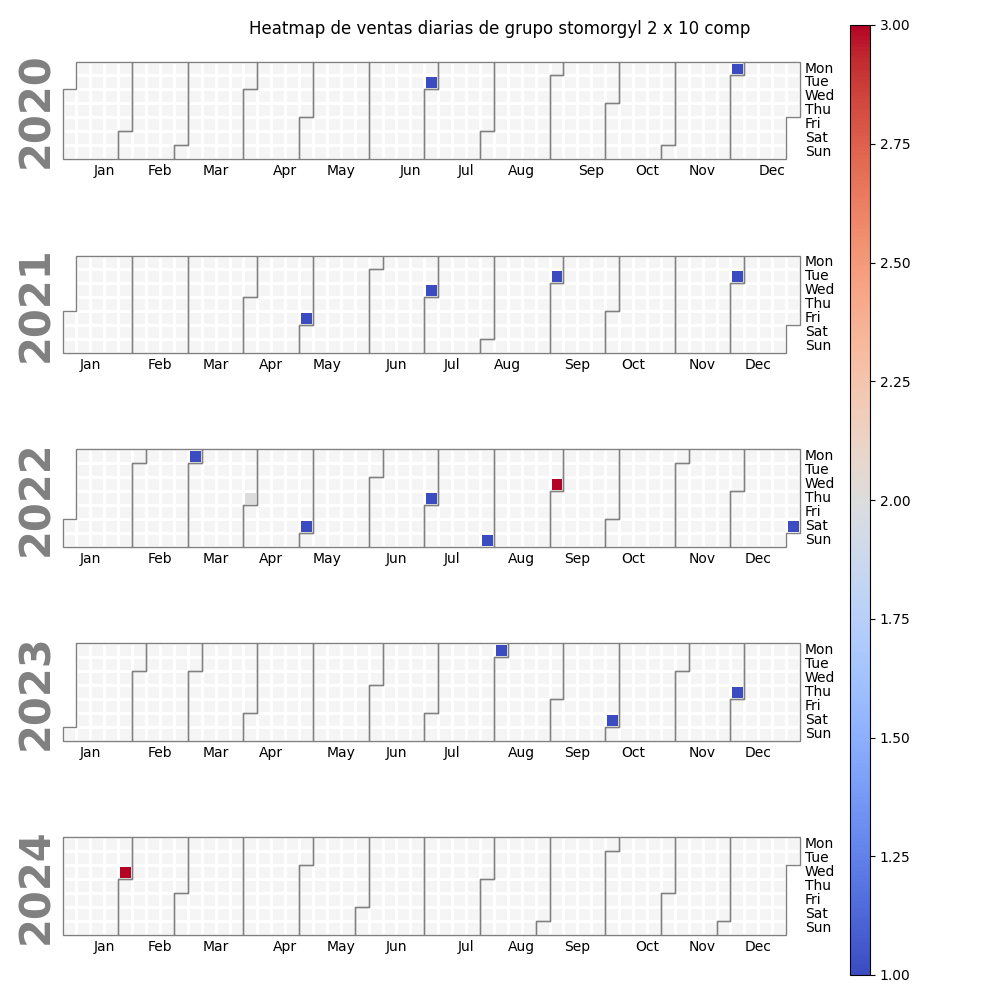 Heatmap de ventas diarias de grupo stomorgyl 2 x 10 comp
2020
Mon
Tue
Wed
Thu
Fri
Sat
Sun
Jan Feb Mar Apr May Jun Jul Aug Sep Oct Nov Dec
2021
Mon
Tue
Wed
Thu
Fri
Sat
Sun
Jan Feb Mar Apr May Jun Jul Aug Sep Oct Nov Dec
2022
Mon
Tue
Wed
Thu
Fri
Sat
Sun
Jan Feb Mar Apr May Jun Jul Aug Sep Oct Nov Dec
2023
Mon
Tue
Wed
Thu
Fri
Sat
Sun
Jan Feb Mar Apr May Jun Jul Aug Sep Oct Nov Dec
2024
Mon
Tue
Wed
Thu
Fri
Sat
Sun
Jan Feb Mar Apr May Jun Jul Aug Sep Oct Nov Dec
3.00
2.75
2.50
2.25
2.00
1.75
1.50
1.25
1.00